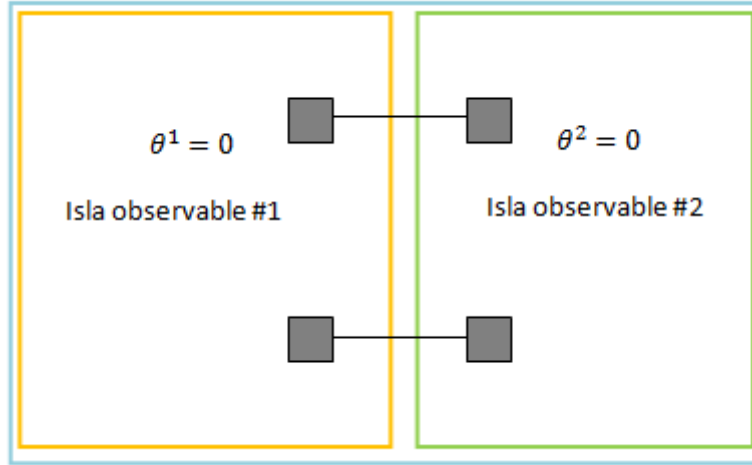 θ¹ = 0
θ² = 0
Isla observable #1
Isla observable #2